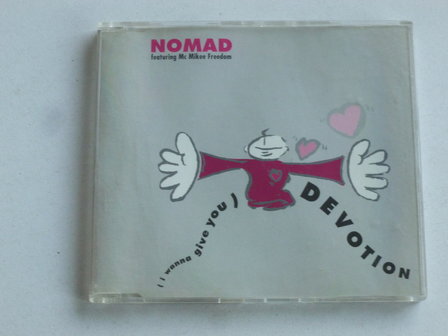 NOMAD
featuring Mc Mikee Freedom
(i wanna give you)
DEVOTION